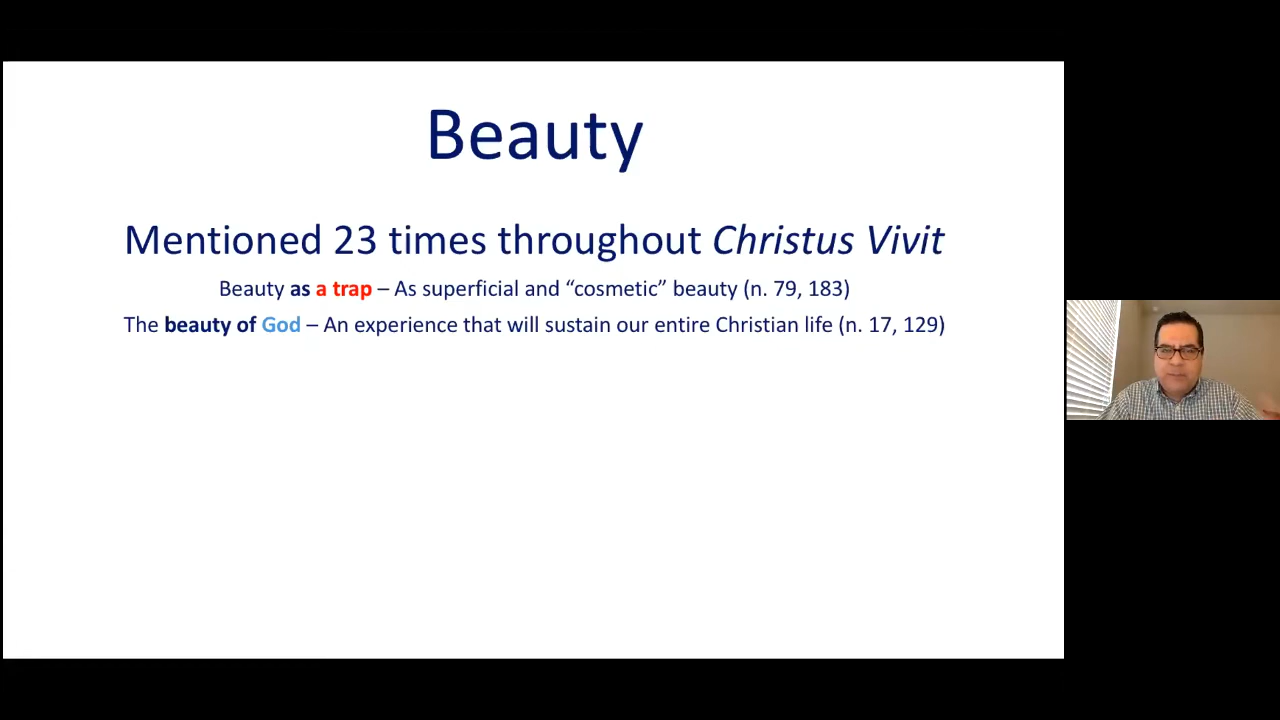 Beauty
Mentioned 23 times throughout Christus Vivit
Beauty as a trap – As superficial and “cosmetic” beauty (n. 79, 183)
The beauty of God – An experience that will sustain our entire Christian life (n. 17, 129)